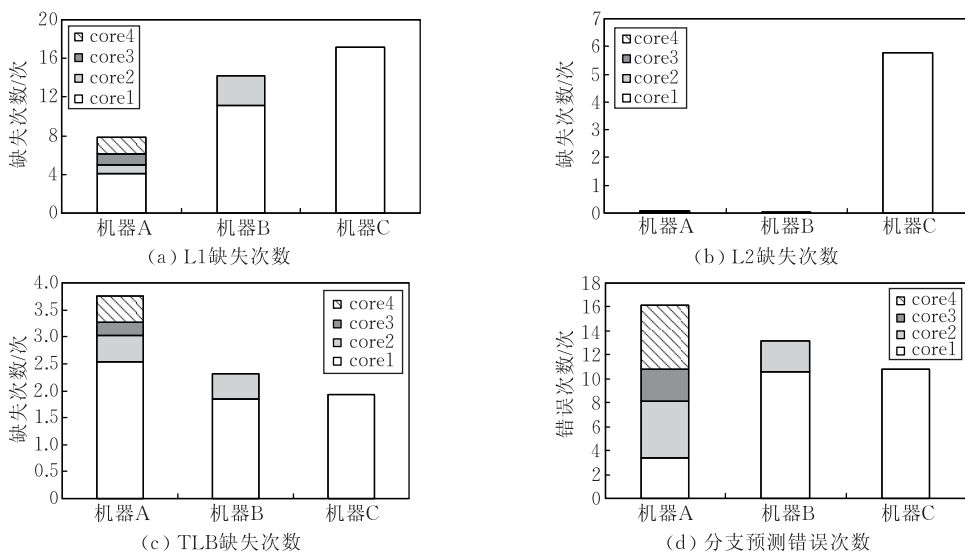 20
16
12
8
4
0
缺失次数/次
core4
core3
core2
core1
机器A
机器B
机器C
(a) L1缺失次数
7
6
5
4
3
2
1
0
缺失次数/次
core4
core3
core2
core1
机器A
机器B
机器C
(b) L2缺失次数
4.0
3.5
3.0
2.5
2.0
1.5
1.0
0.5
0
缺失次数/次
core4
core3
core2
core1
机器A
机器B
机器C
(c) TLB缺失次数
18
16
14
12
10
8
6
4
2
0
错误次数/次
core4
core3
core2
core1
机器A
机器B
机器C
(d) 分支预测错误次数